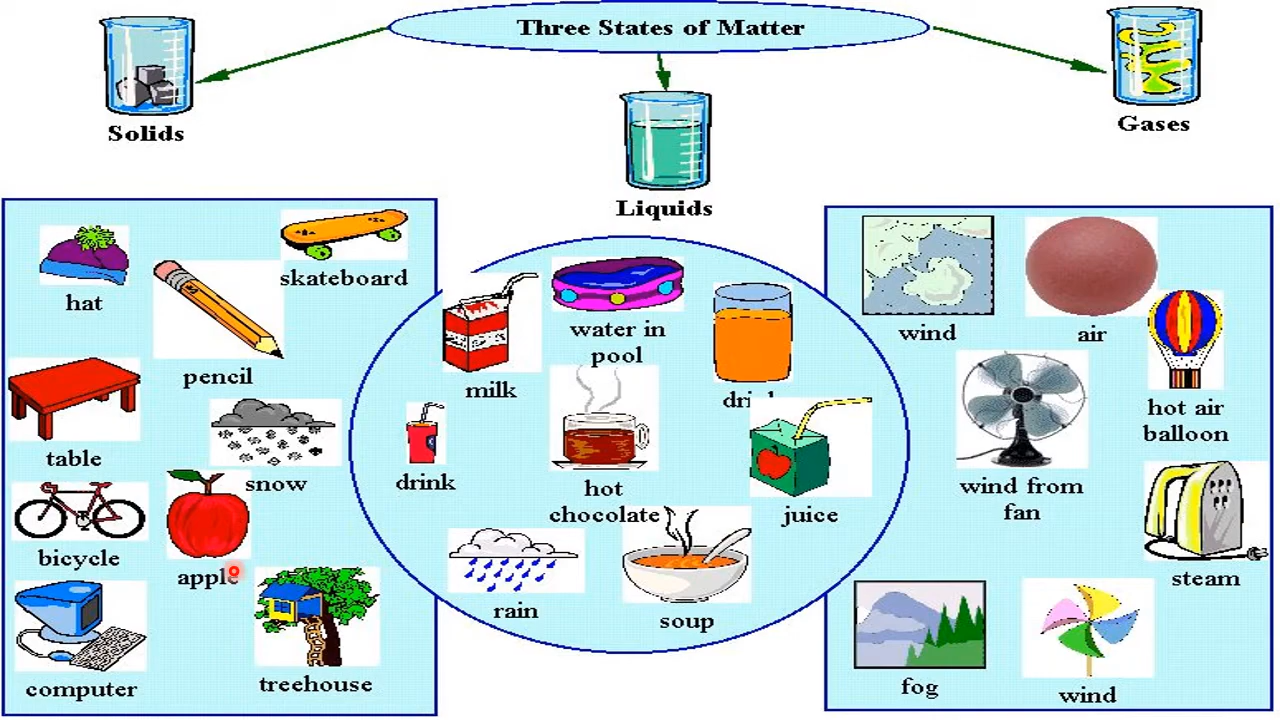 Three States of Matter
Solids
Liquids
Gases
hat
pencil
skateboard
table
snow
bicycle
apple
computer
treehouse
milk
water in
pool
drink
hot
chocolate
juice
rain
soup
wind
air
hot air
balloon
wind from
fan
steam
fog
wind